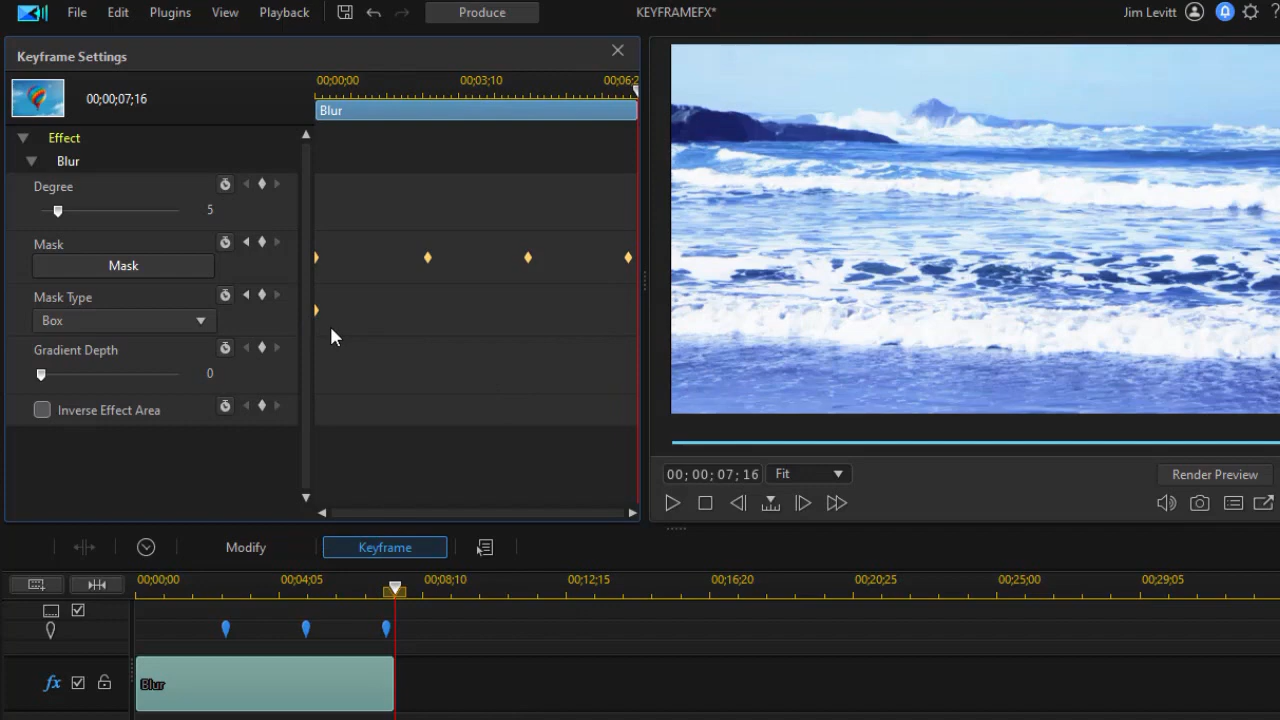 File Edit Plugins View Playback Produce KEYFRAMEFX* Jim Levitt
Keyframe Settings
00;00;07;16
00;00;00 00;03;10 00;06;2
Blur
Effect
Blur
Degree
5
Mask
Mask
Mask Type
Box
Gradient Depth
0
Inverse Effect Area
00;00;07;16 Fit Render Preview
Modify Keyframe
00;00;00 00;04;05 00;08;10 00;12;15 00;16;20 00;20;25 00;25;00 00;29;05
fx Blur